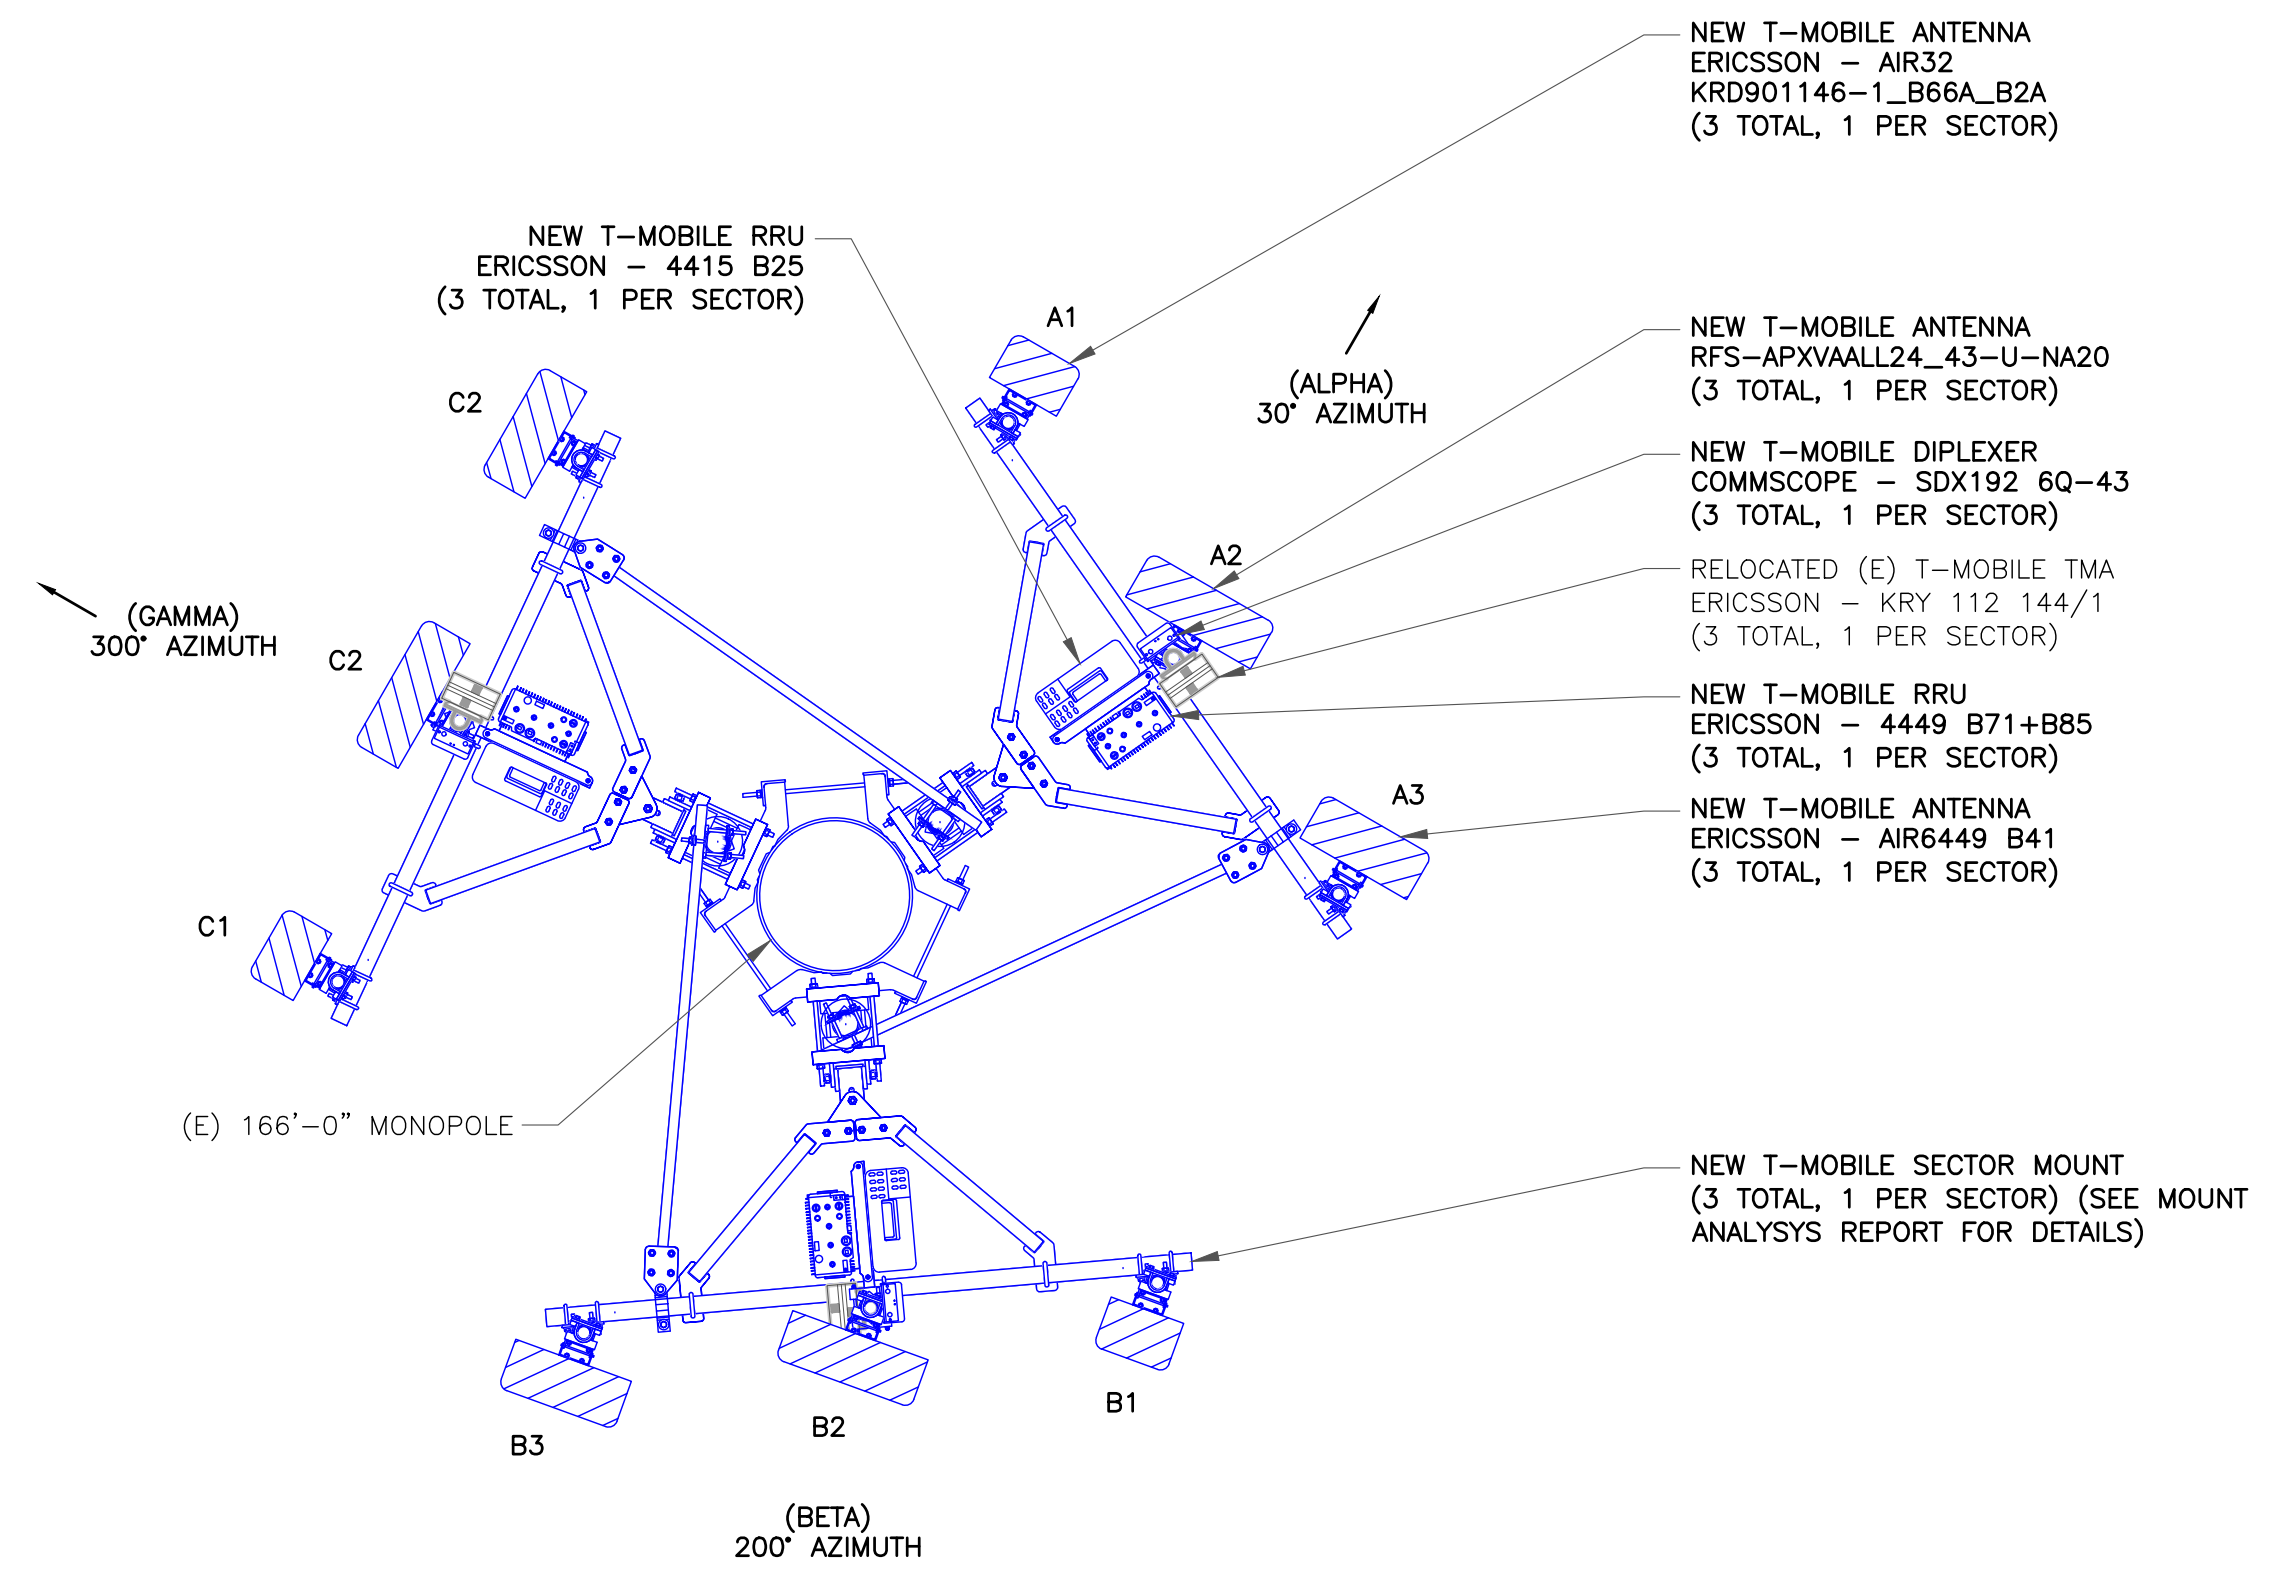 NEW T-MOBILE ANTENNA
ERICSSON - AIR32
KRD901146-1_B66A_B2A
(3 TOTAL, 1 PER SECTOR)
NEW T-MOBILE RRU
ERICSSON - 4415 B25
(3 TOTAL, 1 PER SECTOR)
A1
(ALPHA)
30° AZIMUTH
NEW T-MOBILE ANTENNA
RFS-APXVAALL24_43-U-NA20
(3 TOTAL, 1 PER SECTOR)
C2
NEW T-MOBILE DIPLEXER
COMMSCOPE - SDX192 6Q-43
(3 TOTAL, 1 PER SECTOR)
A2
RELOCATED (E) T-MOBILE TMA
ERICSSON - KRY 112 144/1
(3 TOTAL, 1 PER SECTOR)
(GAMMA)
300° AZIMUTH
C2
NEW T-MOBILE RRU
ERICSSON - 4449 B71+B85
(3 TOTAL, 1 PER SECTOR)
A3
NEW T-MOBILE ANTENNA
ERICSSON - AIR6449 B41
(3 TOTAL, 1 PER SECTOR)
C1
(E) 166'-0" MONOPOLE
NEW T-MOBILE SECTOR MOUNT
(3 TOTAL, 1 PER SECTOR) (SEE MOUNT
ANALYSYS REPORT FOR DETAILS)
B1
B2
B3
(BETA)
200° AZIMUTH